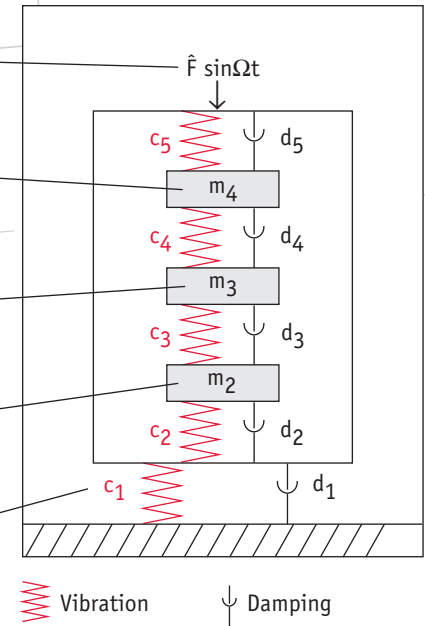 F̂ sinΩt
c5 d5
m4
c4 d4
m3
c3 d3
m2
c2 d2
c1 d1
Vibration Damping